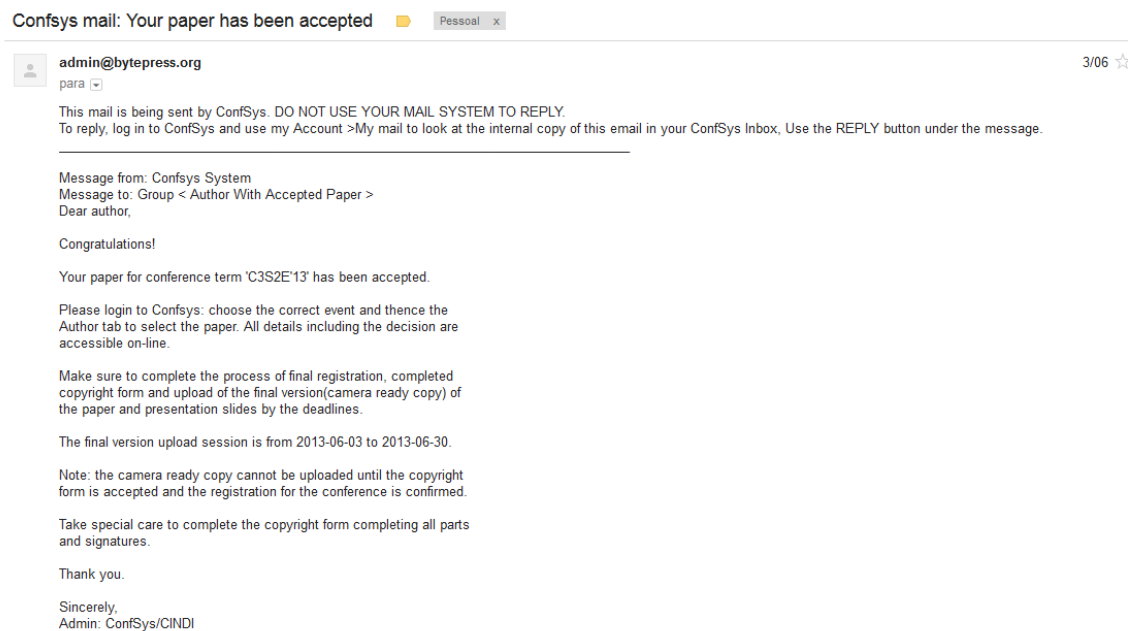 Confsys mail: Your paper has been accepted Pessoal x
admin@bytepress.org 3/06
para
This mail is being sent by ConfSys. DO NOT USE YOUR MAIL SYSTEM TO REPLY.
To reply, log in to ConfSys and use my Account >My mail to look at the internal copy of this email in your ConfSys Inbox, Use the REPLY button under the message.
Message from: Confsys System
Message to: Group < Author With Accepted Paper >
Dear author,
Congratulations!
Your paper for conference term 'C3S2E'13' has been accepted.
Please login to Confsys: choose the correct event and thence the
Author tab to select the paper. All details including the decision are
accessible on-line.
Make sure to complete the process of final registration, completed
copyright form and upload of the final version(camera ready copy) of
the paper and presentation slides by the deadlines.
The final version upload session is from 2013-06-03 to 2013-06-30.
Note: the camera ready copy cannot be uploaded until the copyright
form is accepted and the registration for the conference is confirmed.
Take special care to complete the copyright form completing all parts
and signatures.
Thank you.
Sincerely,
Admin: ConfSys/CINDI